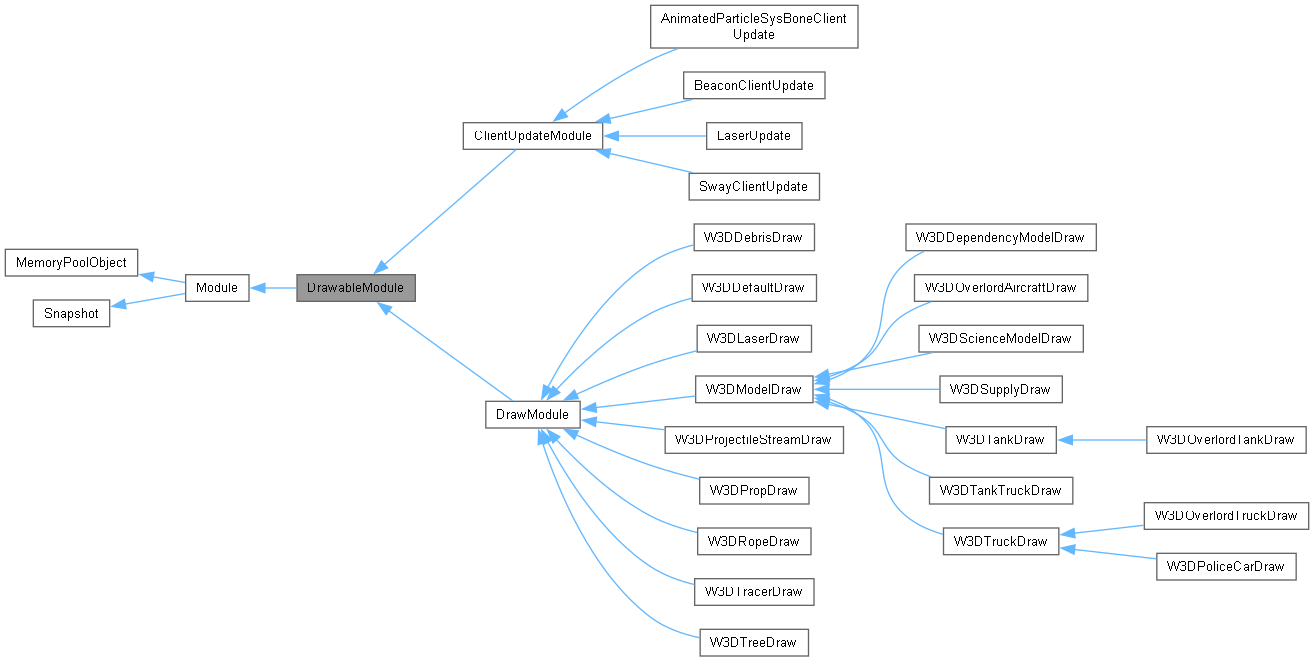 AnimatedParticleSysBoneClient
Update
BeaconClientUpdate
ClientUpdateModule
LaserUpdate
SwayClientUpdate
MemoryPoolObject
Snapshot
Module
DrawableModule
DrawModule
W3DDebrisDraw
W3DDefaultDraw
W3DLaserDraw
W3DModelDraw
W3DProjectileStreamDraw
W3DPropDraw
W3DRopeDraw
W3DTracerDraw
W3DTreeDraw
W3DDependencyModelDraw
W3DOverlordAircraftDraw
W3DScienceModelDraw
W3DSupplyDraw
W3DTankDraw
W3DTankTruckDraw
W3DTruckDraw
W3DOverlordTankDraw
W3DOverlordTruckDraw
W3DPoliceCarDraw